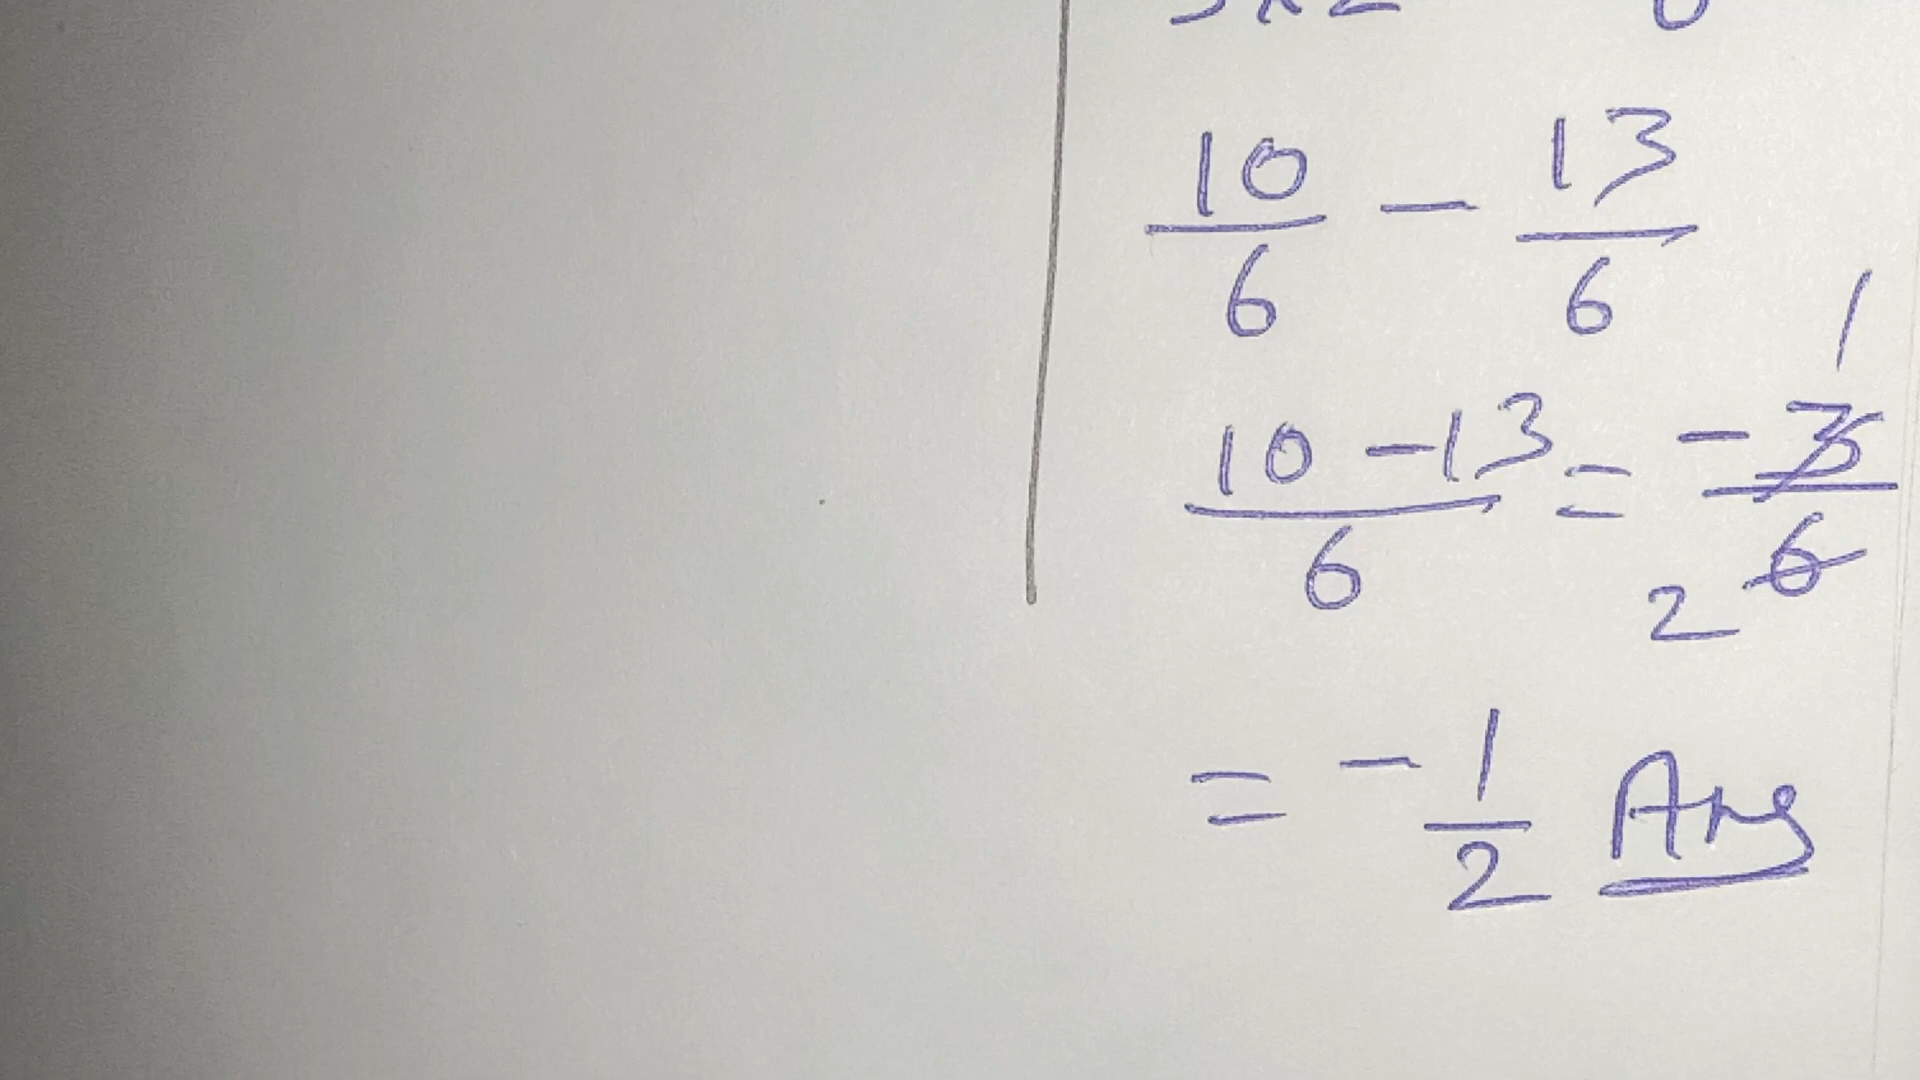 10/6 - 13/6
1
10 - 13/6 = - 3/6
2
= - 1/2 Ans